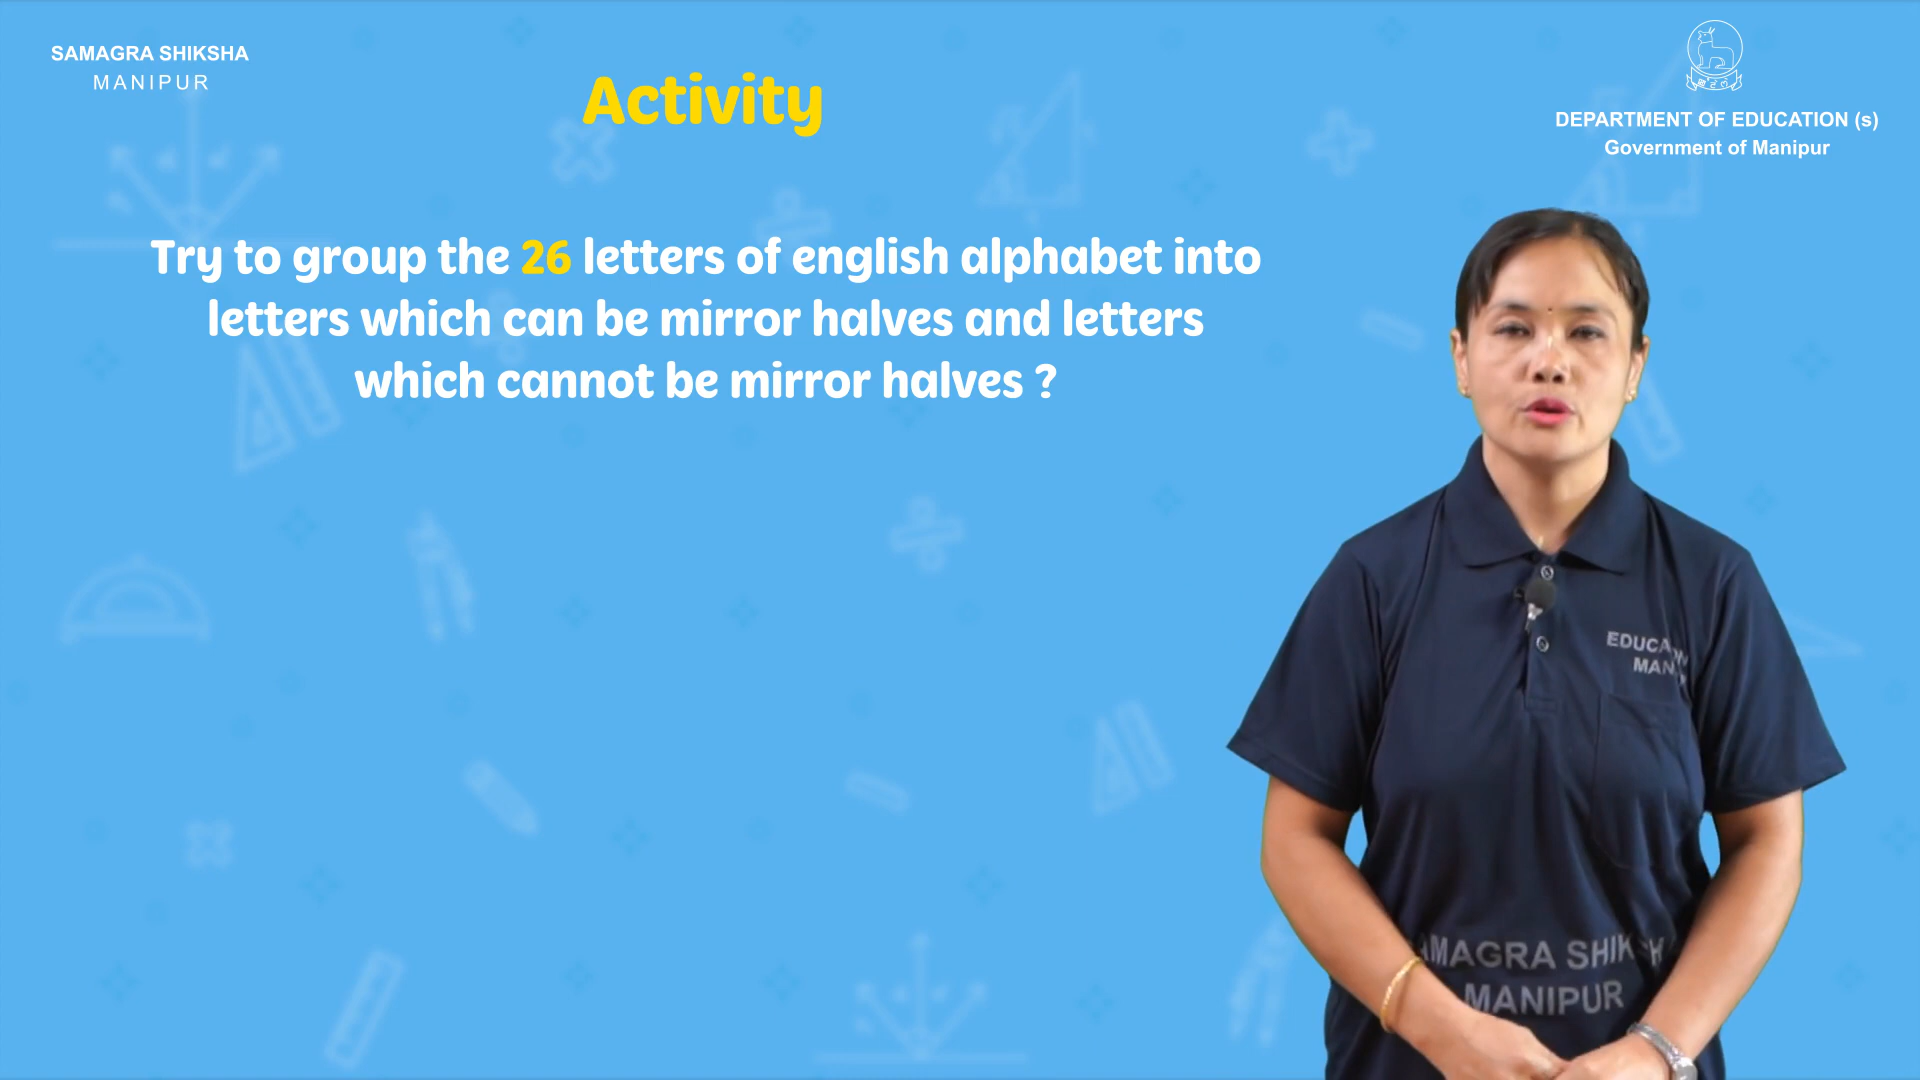 SAMAGRA SHIKSHA
MANIPUR
Activity
DEPARTMENT OF EDUCATION (s)
Government of Manipur
Try to group the 26 letters of english alphabet into
letters which can be mirror halves and letters
which cannot be mirror halves ?
MANIPUR